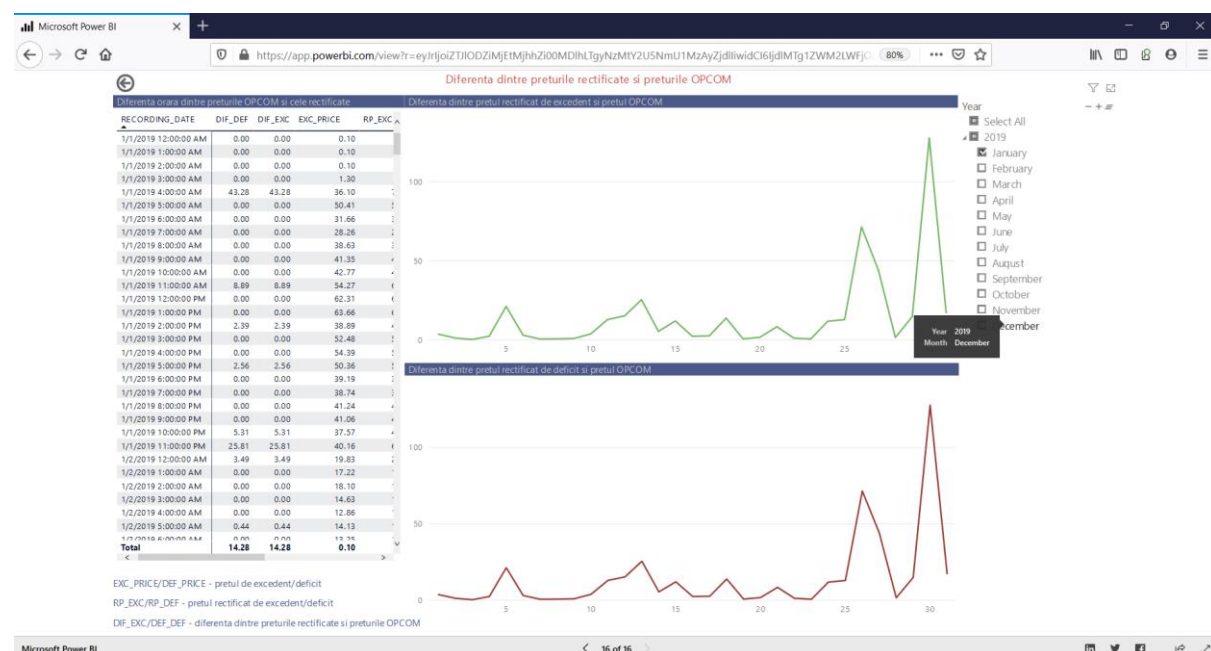 Microsoft Power BI
80%
Diferenta dintre preturile rectificate si preturile OPCOM
Diferenta orara dintre preturile OPCOM si cele rectificate
RECORDING_DATE DIF_DEF DIF_EXC EXC_PRICE RP_EXC
1/1/2019 12:00:00 AM 0.00 0.00 0.10
1/1/2019 1:00:00 AM 0.00 0.00 0.10
1/1/2019 2:00:00 AM 0.00 0.00 0.10
1/1/2019 3:00:00 AM 0.00 0.00 1.30
1/1/2019 4:00:00 AM 43.28 43.28 36.10
1/1/2019 5:00:00 AM 0.00 0.00 50.41
1/1/2019 6:00:00 AM 0.00 0.00 31.66
1/1/2019 7:00:00 AM 0.00 0.00 28.26
1/1/2019 8:00:00 AM 0.00 0.00 38.63
1/1/2019 9:00:00 AM 0.00 0.00 41.35
1/1/2019 10:00:00 AM 0.00 0.00 42.77
1/1/2019 11:00:00 AM 8.89 8.89 54.27
1/1/2019 12:00:00 PM 0.00 0.00 62.31
1/1/2019 1:00:00 PM 0.00 0.00 63.66
1/1/2019 2:00:00 PM 2.39 2.39 38.89
1/1/2019 3:00:00 PM 0.00 0.00 52.48
1/1/2019 4:00:00 PM 0.00 0.00 54.39
1/1/2019 5:00:00 PM 2.56 2.56 50.36
1/1/2019 6:00:00 PM 0.00 0.00 39.19
1/1/2019 7:00:00 PM 0.00 0.00 38.74
1/1/2019 8:00:00 PM 0.00 0.00 41.24
1/1/2019 9:00:00 PM 0.00 0.00 41.06
1/1/2019 10:00:00 PM 5.31 5.31 37.57
1/1/2019 11:00:00 PM 25.81 25.81 40.16
1/2/2019 12:00:00 AM 3.49 3.49 19.83
1/2/2019 1:00:00 AM 0.00 0.00 17.22
1/2/2019 2:00:00 AM 0.00 0.00 18.10
1/2/2019 3:00:00 AM 0.00 0.00 14.63
1/2/2019 4:00:00 AM 0.00 0.00 12.86
1/2/2019 5:00:00 AM 0.44 0.44 14.13
1/2/2019 6:00:00 AM 0.00 0.00 13.25
Total 14.28 14.28 0.10
EXC_PRICE/DEF_PRICE - pretul de excedent/deficit
RP_EXC/RP_DEF - pretul rectificat de excedent/deficit
DIF_EXC/DEF_DEF - diferenta dintre preturile rectificate si preturile OPCOM
Diferenta dintre pretul rectificat de excedent si pretul OPCOM
100
50
0
5 10 15 20 25
Diferenta dintre pretul rectificat de deficit si pretul OPCOM
100
50
0
5 10 15 20 25 30
Year
Select All
2019
January
February
March
April
May
June
July
August
September
October
November
December
Year 2019
Month December
Microsoft Power BI
16 of 16